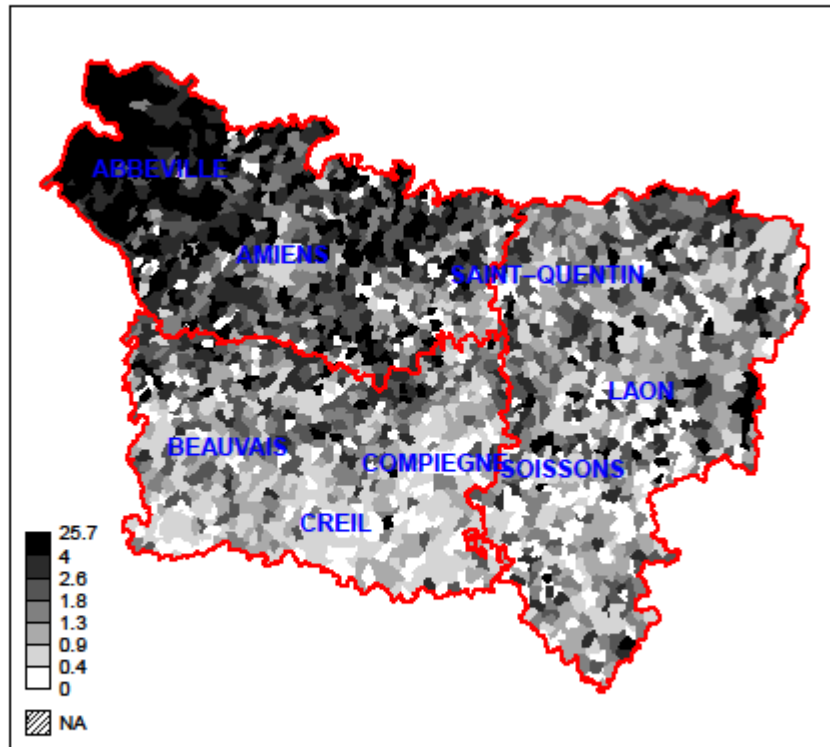 ABBEVILLE
AMIENS
SAINT−QUENTIN
LAON
BEAUVAIS
COMPIEGNE
SOISSONS
CREIL
25.7
4
2.6
1.8
1.3
0.9
0.4
0
NA